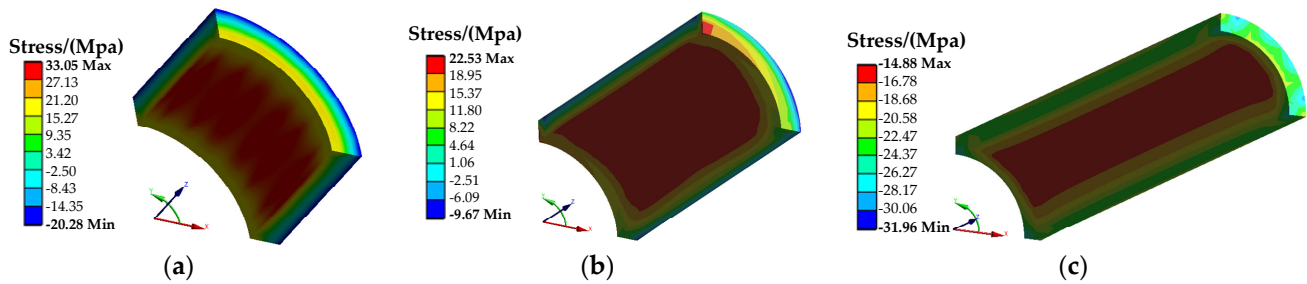 Stress/(Mpa)
33.05 Max
27.13
21.20
15.27
9.35
3.42
-2.50
-8.43
-14.35
-20.28 Min
Y
Z
X
(a)
Stress/(Mpa)
22.53 Max
18.95
15.37
11.80
8.22
4.64
1.06
-2.51
-6.09
-9.67 Min
Y
Z
X
(b)
Stress/(Mpa)
-14.88 Max
-16.78
-18.68
-20.58
-22.47
-24.37
-26.27
-28.17
-30.06
-31.96 Min
Y
Z
X
(c)